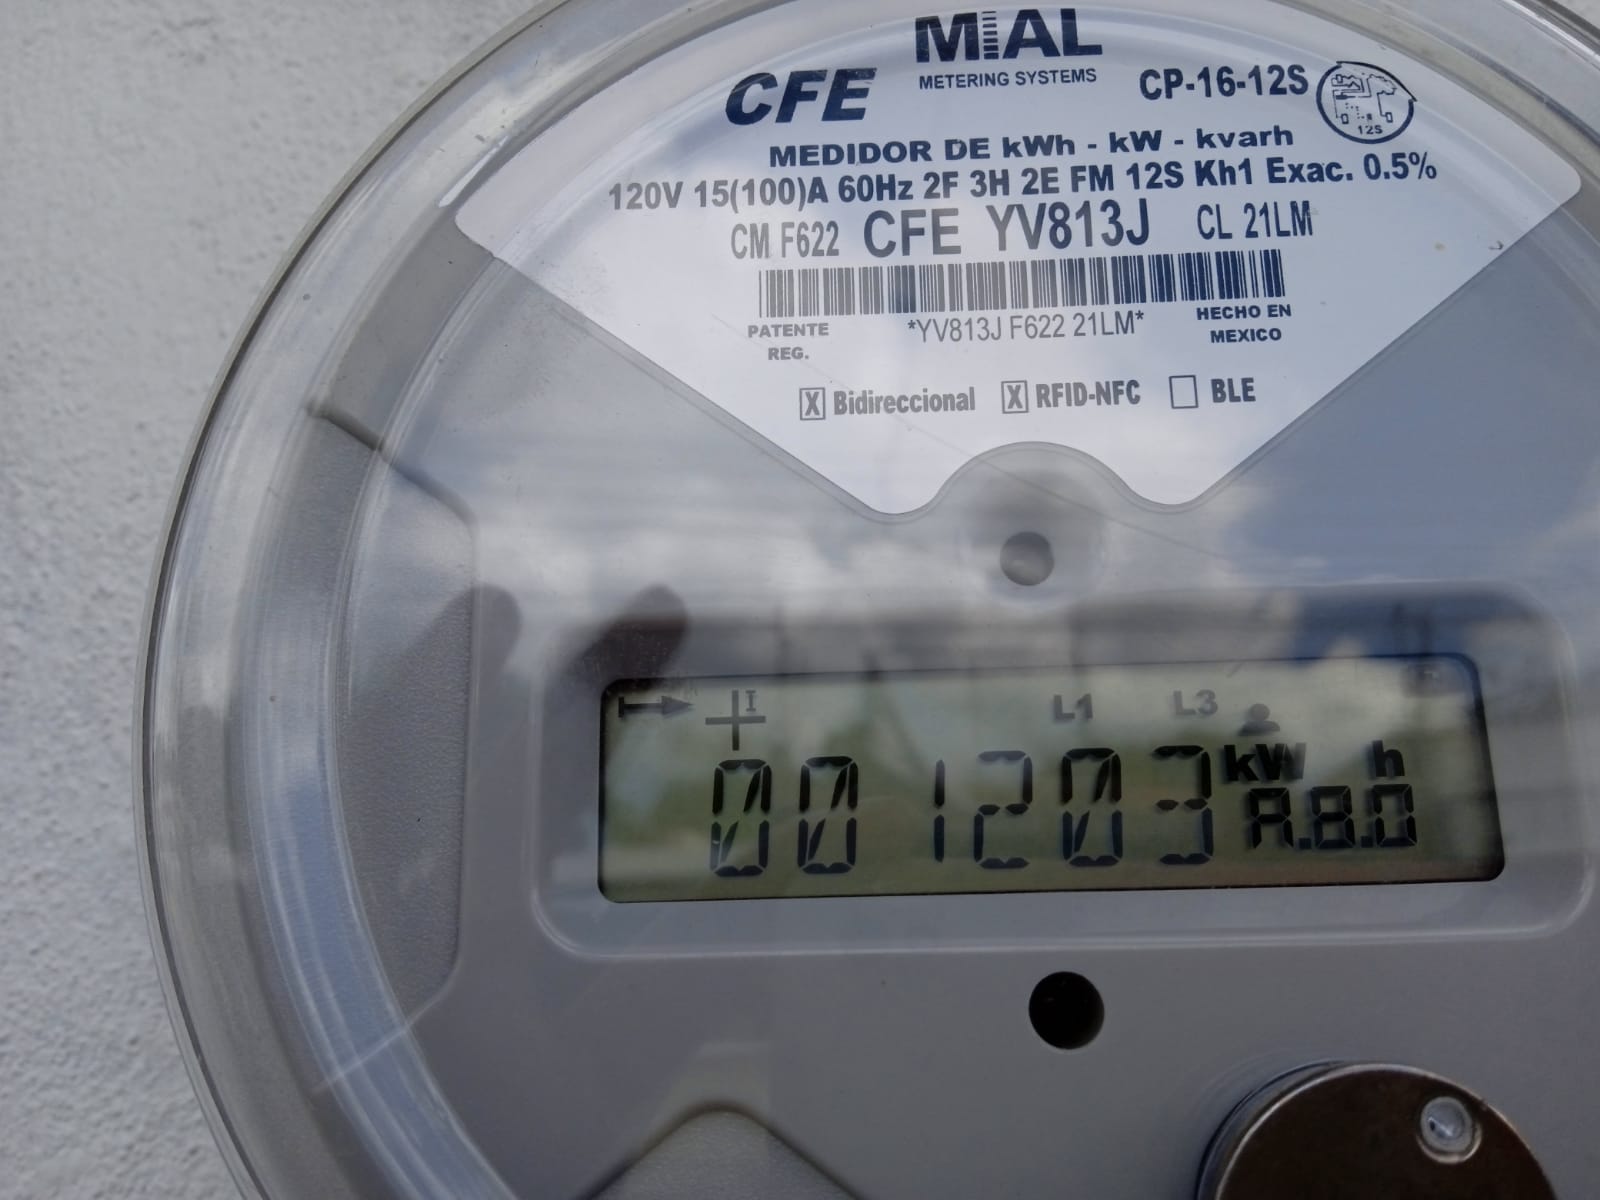 MIAL
METERING SYSTEMS
CFE
CP-16-12S
12S
MEDIDOR DE kWh - kW - kvarh
120V 15(100)A 60Hz 2F 3H 2E FM 12S Kh1 Exac. 0.5%
CM F622 CFE YV813J CL 21LM
PATENTE REG.
*YV813J F622 21LM*
HECHO EN MEXICO
X Bidireccional X RFID-NFC BLE
I L1 L3
001203 kW h
A.8.0